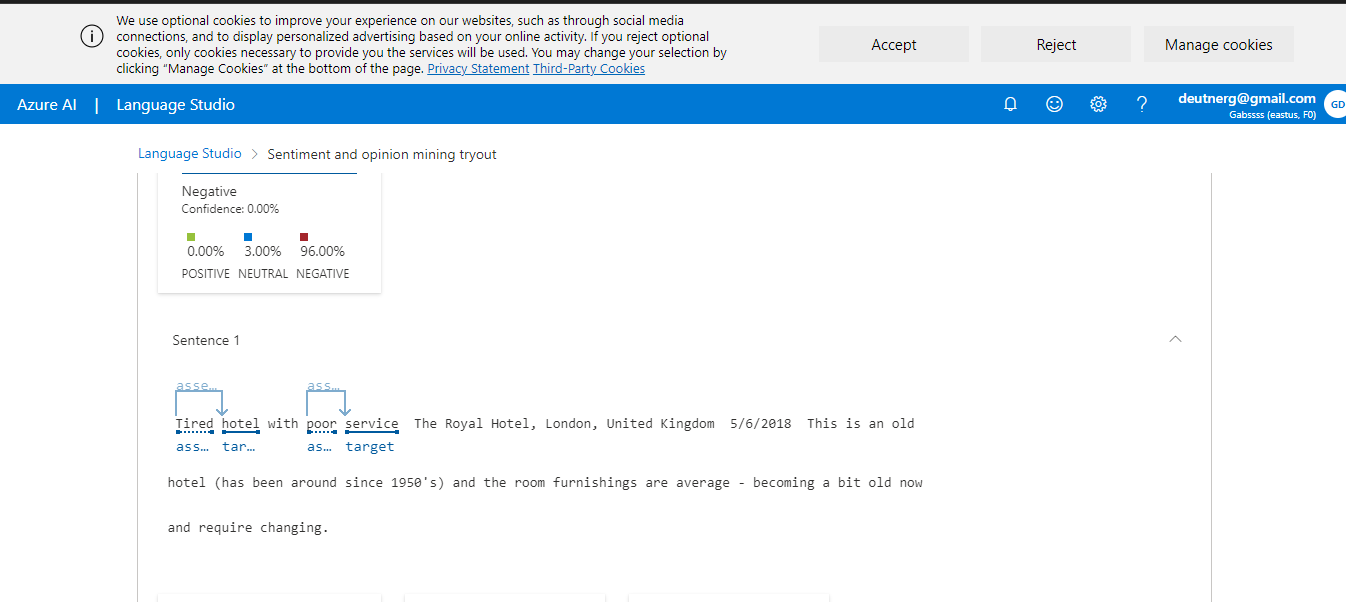 We use optional cookies to improve your experience on our websites, such as through social media
connections, and to display personalized advertising based on your online activity. If you reject optional
cookies, only cookies necessary to provide you the services will be used. You may change your selection by
clicking "Manage Cookies" at the bottom of the page. Privacy Statement Third-Party Cookies
Accept
Reject
Manage cookies
Azure AI | Language Studio
?
deutnerg@gmail.com
Gabssss (eastus, F0)
GD
Language Studio > Sentiment and opinion mining tryout
Negative
Confidence: 0.00%
0.00% 3.00% 96.00%
POSITIVE NEUTRAL NEGATIVE
Sentence 1
asse... ass...
Tired hotel with poor service The Royal Hotel, London, United Kingdom 5/6/2018 This is an old
ass... tar... as... target
hotel (has been around since 1950's) and the room furnishings are average - becoming a bit old now
and require changing.